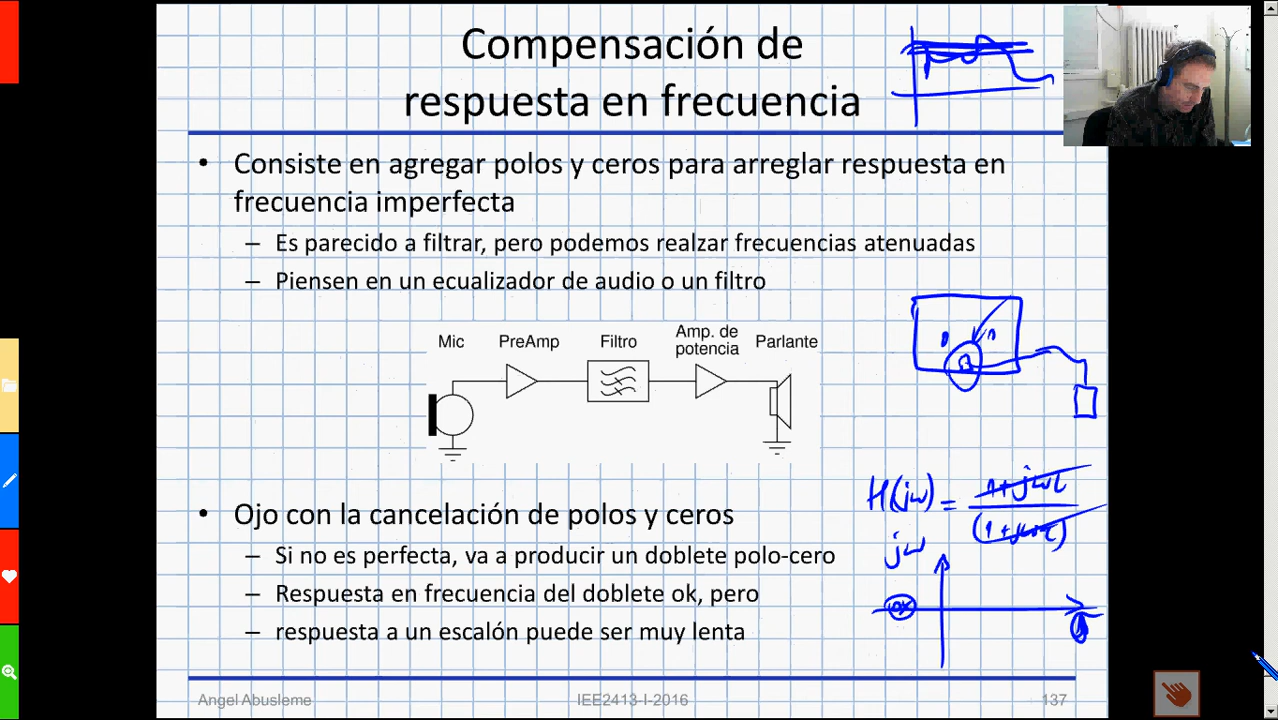 Compensación de
respuesta en frecuencia
• Consiste en agregar polos y ceros para arreglar respuesta en
frecuencia imperfecta
– Es parecido a filtrar, pero podemos realzar frecuencias atenuadas
– Piensen en un ecualizador de audio o un filtro
Mic PreAmp Filtro Amp. de potencia Parlante
• Ojo con la cancelación de polos y ceros
– Si no es perfecta, va a producir un doblete polo-cero
– Respuesta en frecuencia del doblete ok, pero
– respuesta a un escalón puede ser muy lenta
H(jω) =
1+jωτ
(1+jωτ)
jω
Angel Abusleme IEE2413-I-2016 137